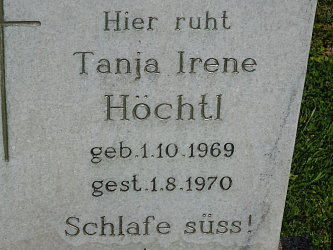 Hier ruht
Tanja Irene
Höchtl
geb.1.10.1969
gest.1.8.1970
Schlafe süss!